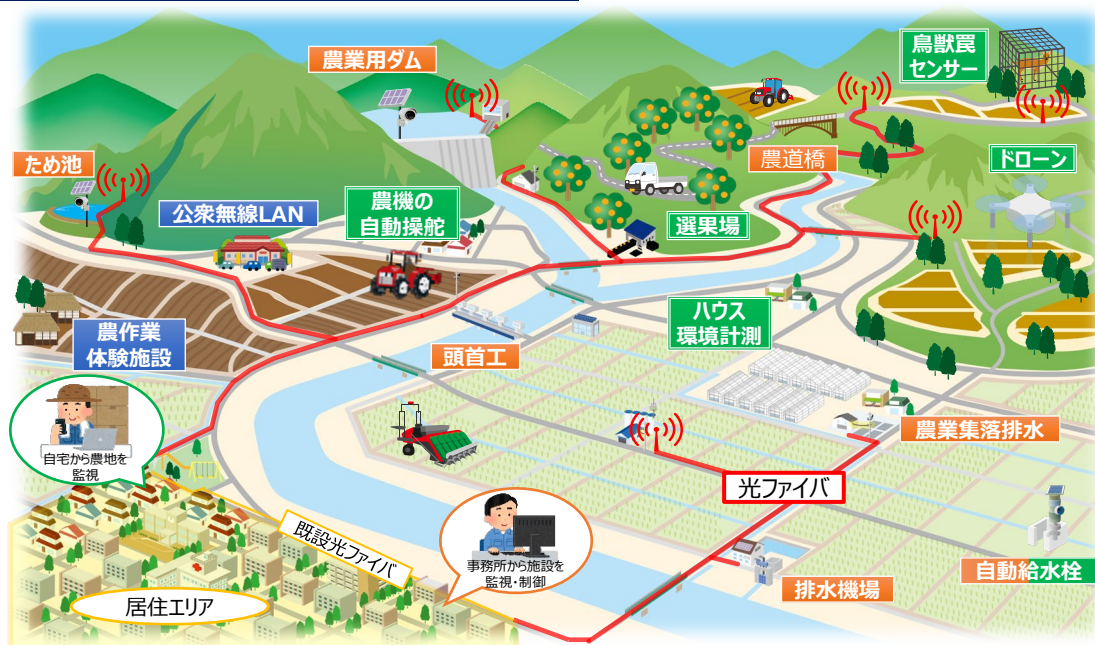 農業用ダム
鳥獣罠
センサー
ため池
公衆無線LAN
農機の
自動操舵
農道橋
ドローン
選果場
農作業
体験施設
頭首工
ハウス
環境計測
自宅から農地を
監視
農業集落排水
光ファイバ
既設光ファイバ
事務所から施設を
監視・制御
自動給水栓
排水機場
居住エリア